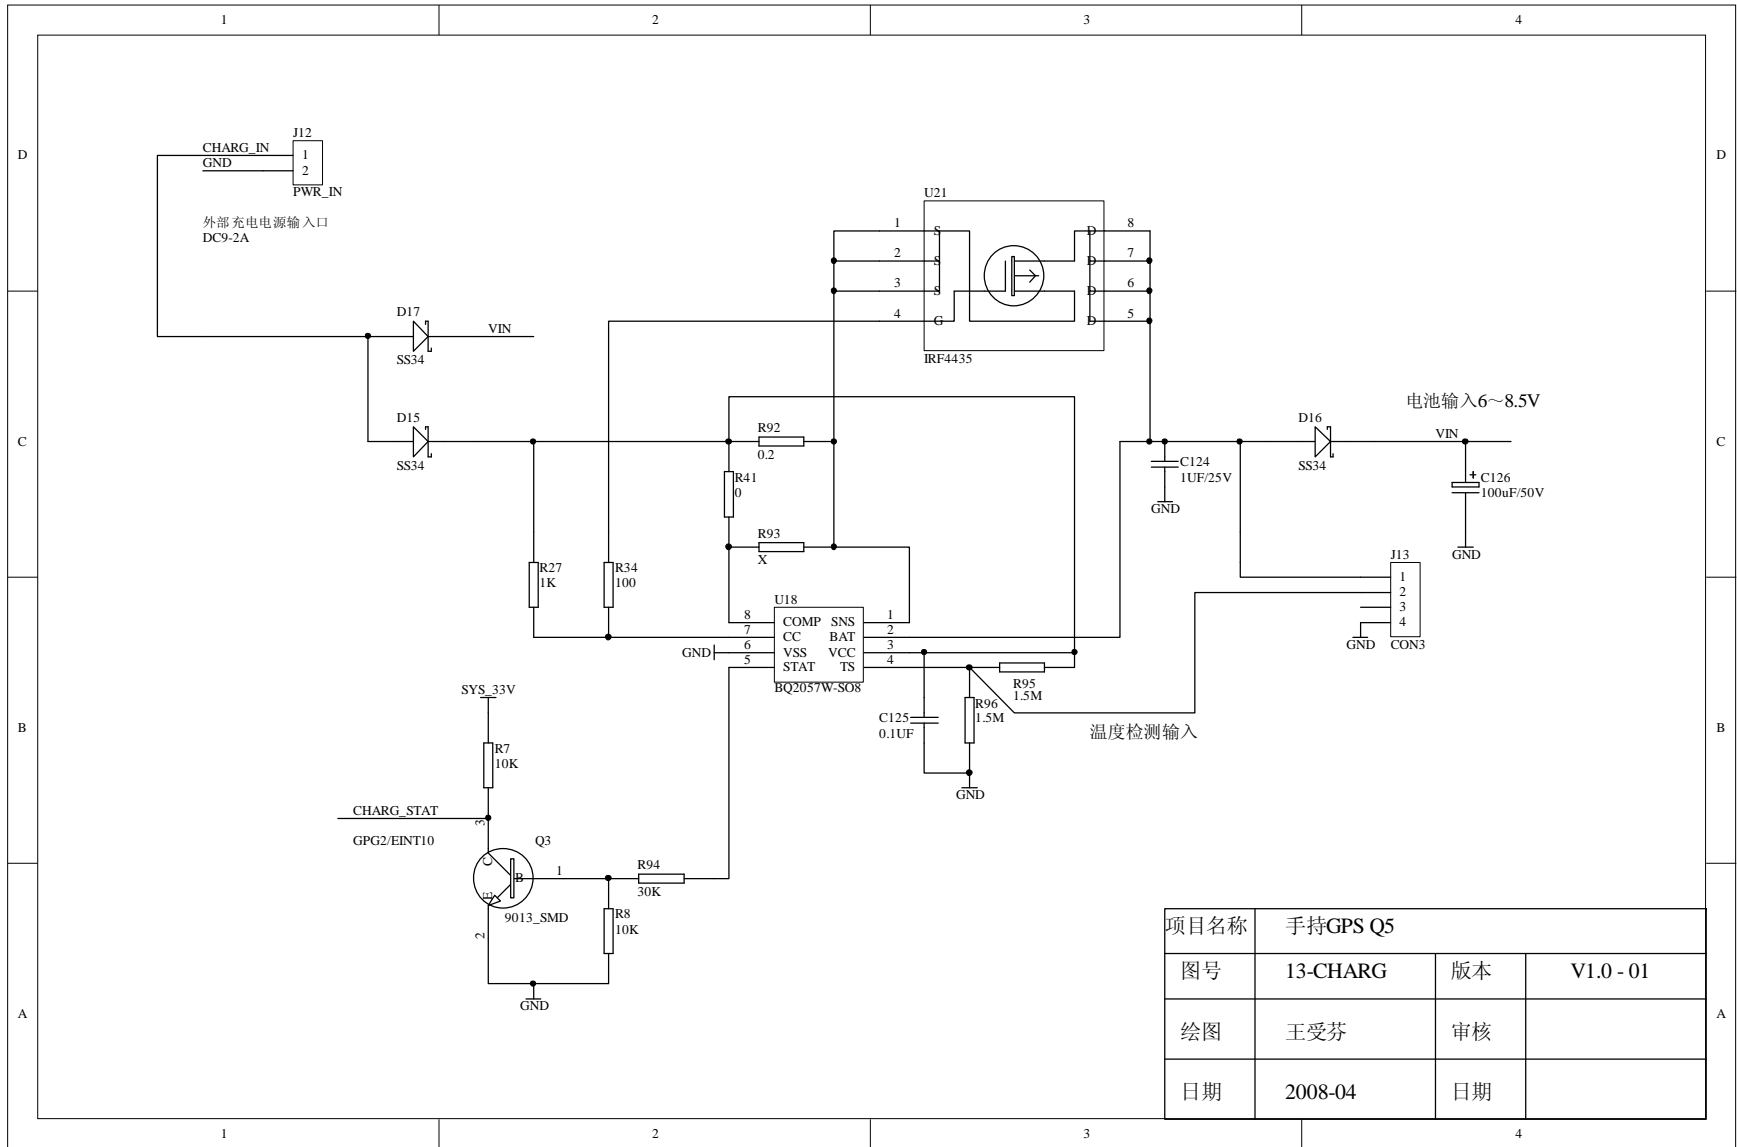 1
2
3
4
D
D
J12
CHARG_IN
GND
1
2
PWR_IN
外部充电电源输入口
DC9-2A
U21
1
S
D
8
2
S
D
7
3
S
D
6
4
G
D
5
IRF4435
D17
VIN
SS34
电池输入6～8.5V
C
C
D15
SS34
R92
0.2
D16
SS34
VIN
R41
0
C124
1UF/25V
GND
+
C126
100uF/50V
GND
R93
X
J13
1
2
3
4
GND
CON3
R27
1K
R34
100
U18
8
COMP
SNS
1
7
CC
BAT
2
GND
6
VSS
VCC
3
5
STAT
TS
4
BQ2057W-SO8
R95
1.5M
R96
1.5M
C125
0.1UF
温度检测输入
GND
B
B
SYS_33V
R7
10K
CHARG_STAT
GPG2/EINT10
3
C
B
E
2
1
Q3
9013_SMD
R94
30K
R8
10K
GND
A
A
项目名称 手持GPS Q5
图号 13-CHARG 版本 V1.0 - 01
绘图 王受芬 审核
日期 2008-04 日期
1
2
3
4